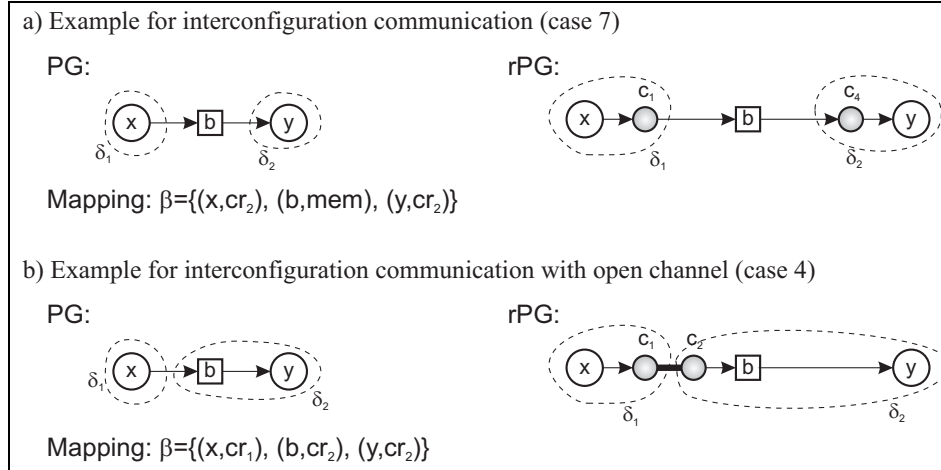 a) Example for interconfiguration communication (case 7)
PG:
rPG:
x
b
y
δ₁
δ₂
x
c₁
b
c₄
y
δ₁
δ₂
Mapping: β={(x,cr₂), (b,mem), (y,cr₂)}
b) Example for interconfiguration communication with open channel (case 4)
PG:
rPG:
x
b
y
δ₁
δ₂
x
c₁
c₂
b
y
δ₁
δ₂
Mapping: β={(x,cr₁), (b,cr₂), (y,cr₂)}